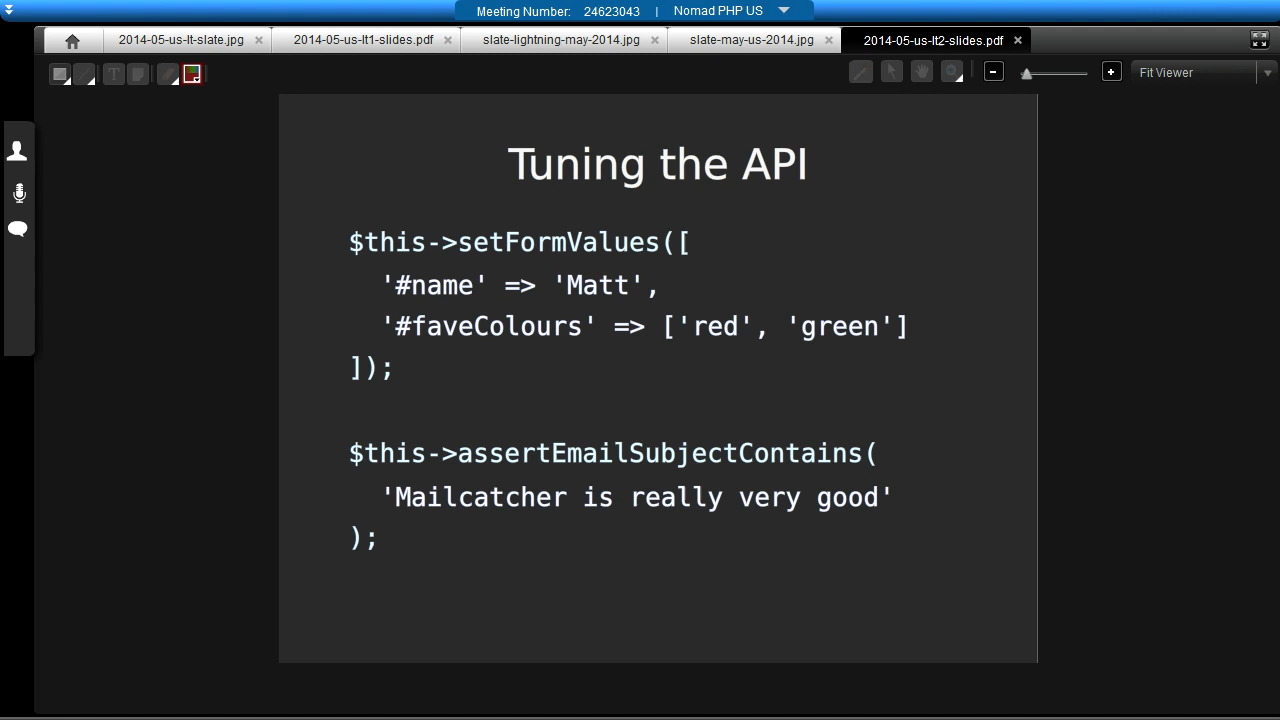 Meeting Number: 24623043 | Nomad PHP US
2014-05-us-lt-slate.jpg
2014-05-us-lt1-slides.pdf
slate-lightning-may-2014.jpg
slate-may-us-2014.jpg
2014-05-us-lt2-slides.pdf
T
Fit Viewer
Tuning the API
$this->setFormValues([
'#name' => 'Matt',
'#faveColours' => ['red', 'green']
]);
$this->assertEmailSubjectContains(
'Mailcatcher is really very good'
);